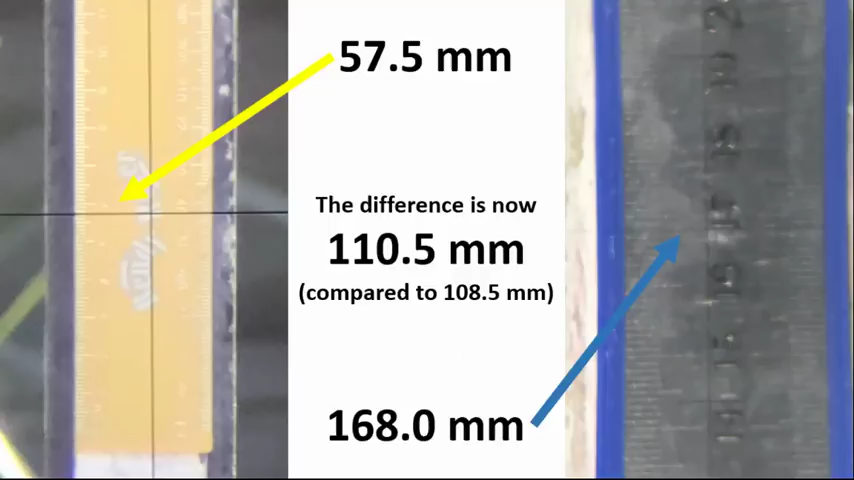 57.5 mm
The difference is now
110.5 mm
(compared to 108.5 mm)
168.0 mm